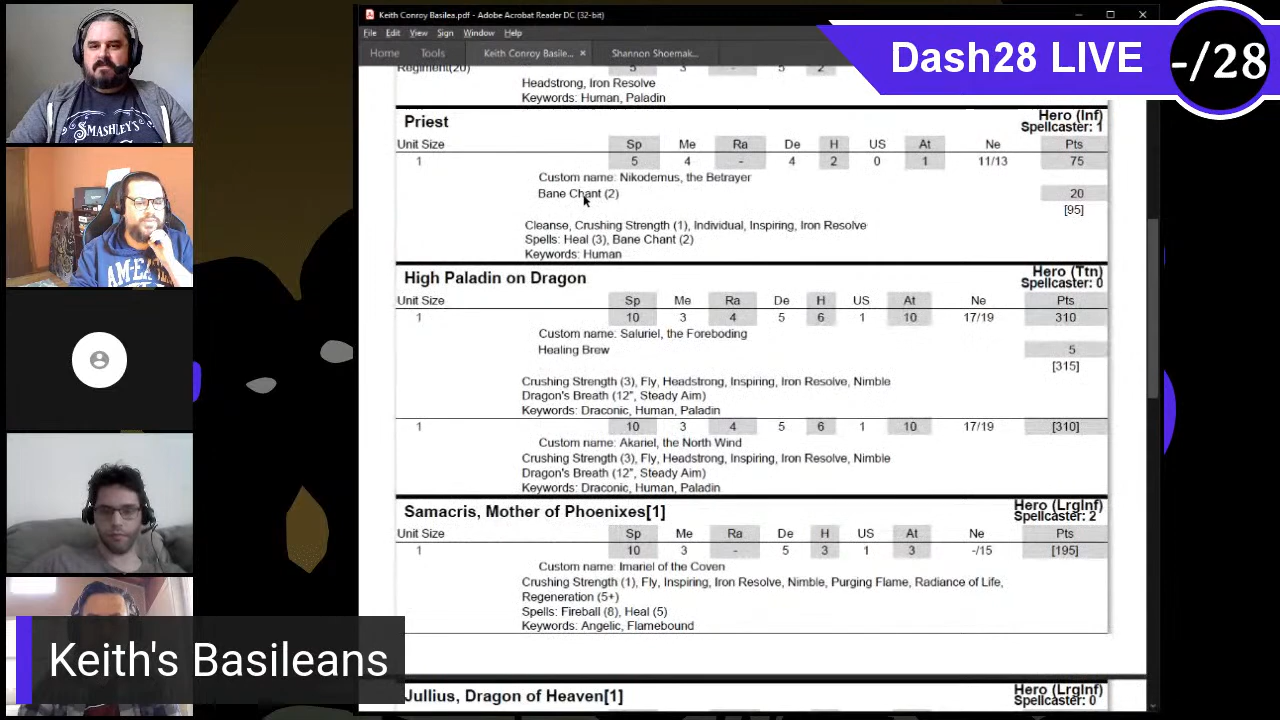 Keith Conroy Basilea.pdf - Adobe Acrobat Reader DC (32-bit)
File Edit View Sign Window Help
Home Tools Keith Conroy Basile... × Shannon Shoemak...
Dash28 LIVE -/28
SMASHLEY'S
AM-EA
Regiment(20) 5 3 - 5 2
Headstrong, Iron Resolve
Keywords: Human, Paladin
Priest Hero (Inf)
Spellcaster: 1
Unit Size Sp Me Ra De H US At Ne Pts
1 5 4 - 4 2 0 1 11/13 75
Custom name: Nikodemus, the Betrayer
Bane Chant (2) 20
[95]
Cleanse, Crushing Strength (1), Individual, Inspiring, Iron Resolve
Spells: Heal (3), Bane Chant (2)
Keywords: Human
High Paladin on Dragon Hero (Ttn)
Spellcaster: 0
Unit Size Sp Me Ra De H US At Ne Pts
1 10 3 4 5 6 1 10 17/19 310
Custom name: Saluriel, the Foreboding
Healing Brew 5
[315]
Crushing Strength (3), Fly, Headstrong, Inspiring, Iron Resolve, Nimble
Dragon's Breath (12", Steady Aim)
Keywords: Draconic, Human, Paladin
1 10 3 4 5 6 1 10 17/19 [310]
Custom name: Akariel, the North Wind
Crushing Strength (3), Fly, Headstrong, Inspiring, Iron Resolve, Nimble
Dragon's Breath (12", Steady Aim)
Keywords: Draconic, Human, Paladin
Samacris, Mother of Phoenixes[1] Hero (LrgInf)
Spellcaster: 2
Unit Size Sp Me Ra De H US At Ne Pts
1 10 3 - 5 3 1 3 -/15 [195]
Custom name: Imariel of the Coven
Crushing Strength (1), Fly, Inspiring, Iron Resolve, Nimble, Purging Flame, Radiance of Life,
Regeneration (5+)
Spells: Fireball (8), Heal (5)
Keywords: Angelic, Flamebound
Jullius, Dragon of Heaven[1] Hero (LrgInf)
Spellcaster: 0
Keith's Basileans